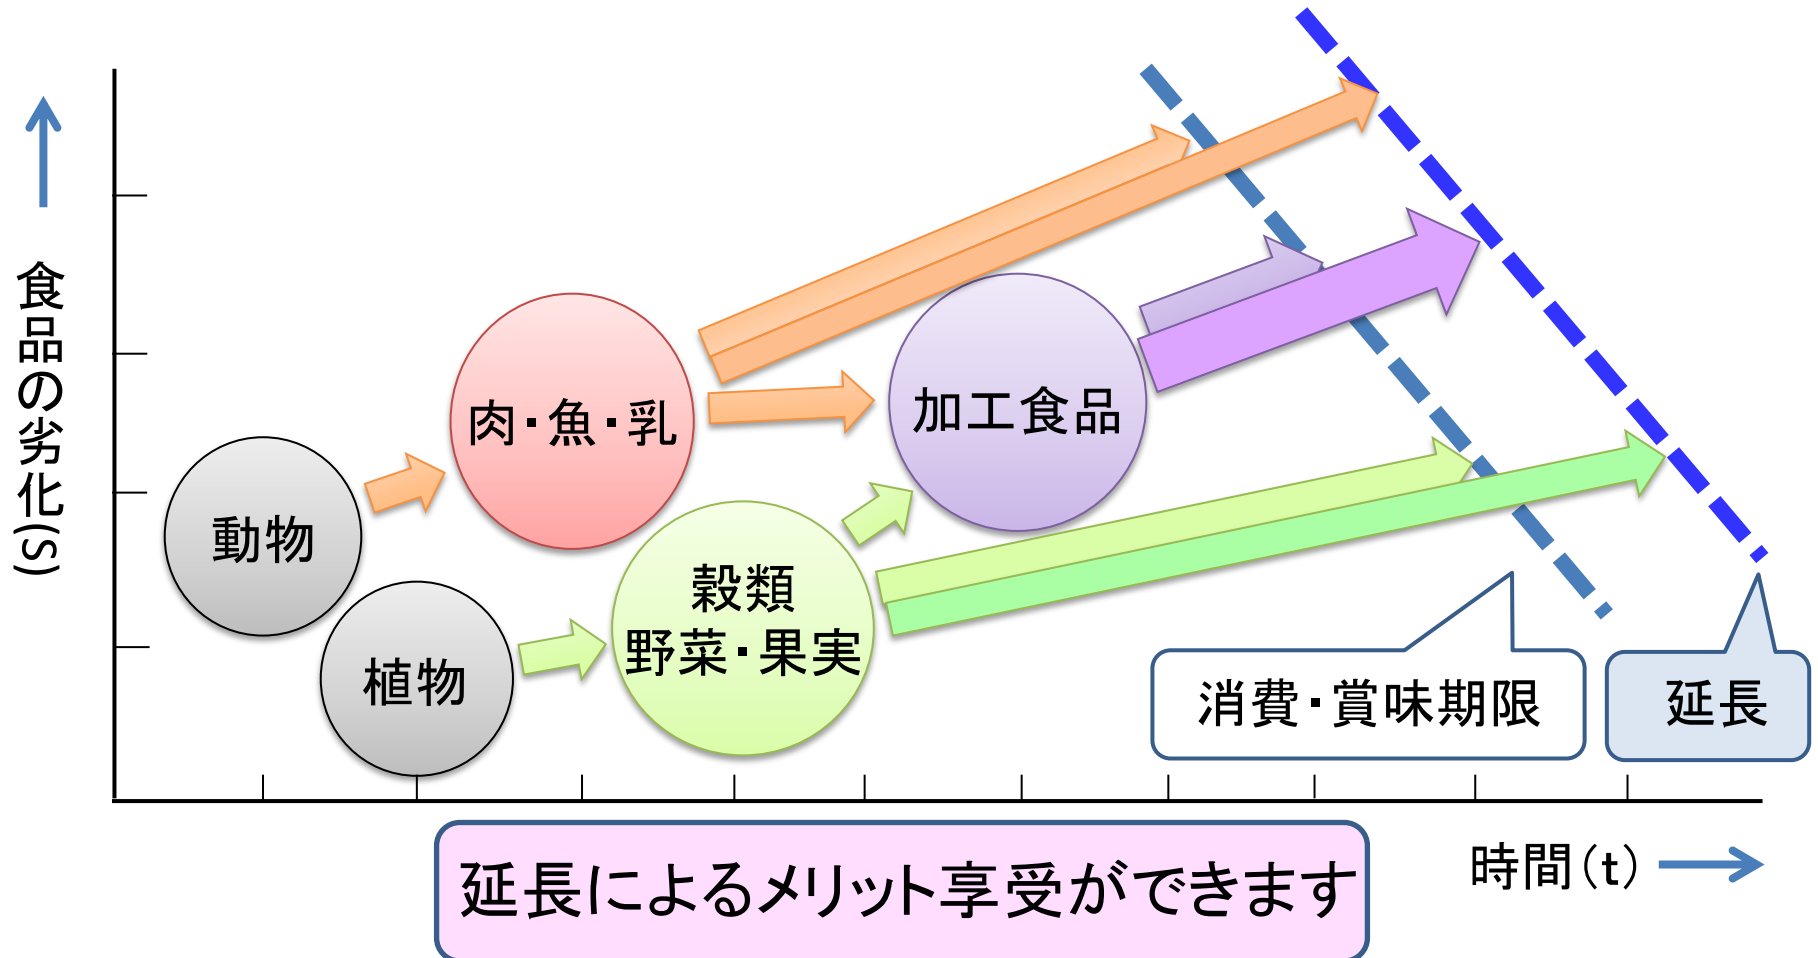 食品の劣化(S)
動物
植物
肉・魚・乳
穀類
野菜・果実
加工食品
消費・賞味期限
延長
時間(t)
延長によるメリット享受ができます